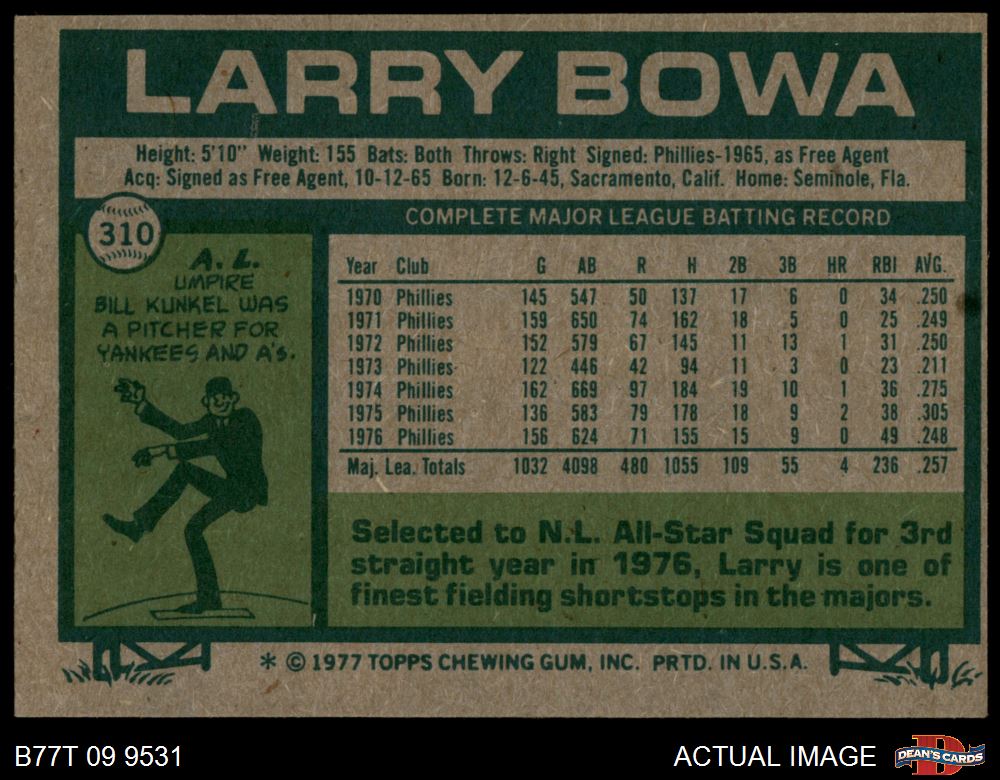 LARRY BOWA
Height: 5'10" Weight: 155 Bats: Both Throws: Right Signed: Phillies-1965, as Free Agent
Acq: Signed as Free Agent, 10-12-65 Born: 12-6-45, Sacramento, Calif. Home: Seminole, Fla.
310
COMPLETE MAJOR LEAGUE BATTING RECORD
A. L.
UMPIRE
BILL KUNKEL WAS
A PITCHER FOR
YANKEES AND A's.
Year Club G AB R H 2B 3B HR RBI AVG.
1970 Phillies 145 547 50 137 17 6 0 34 .250
1971 Phillies 159 650 74 162 18 5 0 25 .249
1972 Phillies 152 579 67 145 11 13 1 31 .250
1973 Phillies 122 446 42 94 11 3 0 23 .211
1974 Phillies 162 669 97 184 19 10 1 36 .275
1975 Phillies 136 583 79 178 18 9 2 38 .305
1976 Phillies 156 624 71 155 15 9 0 49 .248
Maj. Lea. Totals 1032 4098 480 1055 109 55 4 236 .257
Selected to N.L. All-Star Squad for 3rd
straight year in 1976, Larry is one of
finest fielding shortstops in the majors.
* © 1977 TOPPS CHEWING GUM, INC. PRTD. IN U.S.A.
B77T 09 9531
ACTUAL IMAGE
D
DEAN'S CARDS